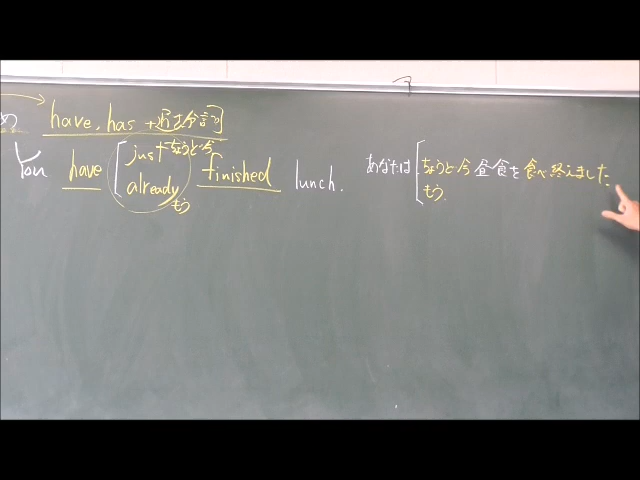 have, has + 過去分詞]
You have [just ちょうど今 finished lunch.
already もう
あなたは[ちょうど今 昼食を食べ終えました
もう